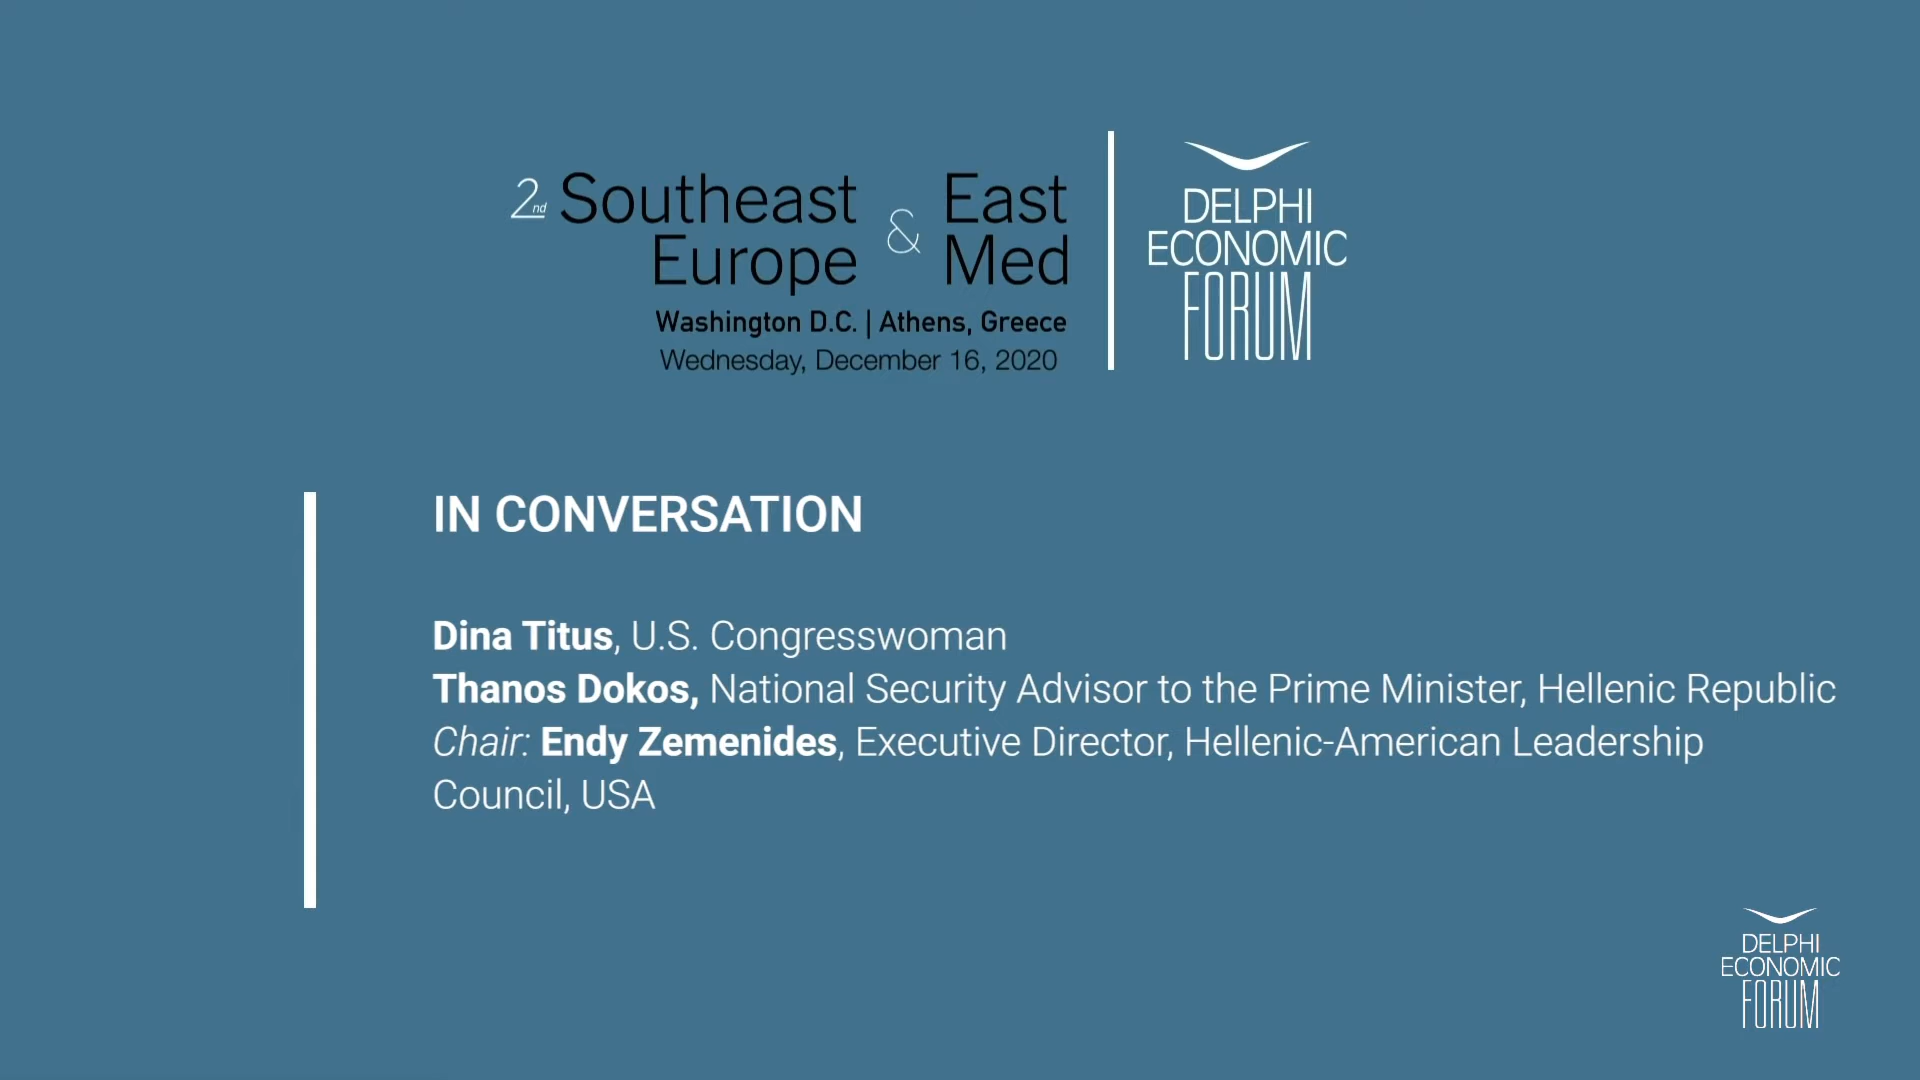 2nd Southeast Europe & East Med
Washington D.C. | Athens, Greece
Wednesday, December 16, 2020
DELPHI
ECONOMIC
FORUM
IN CONVERSATION
Dina Titus, U.S. Congresswoman
Thanos Dokos, National Security Advisor to the Prime Minister, Hellenic Republic
Chair: Endy Zemenides, Executive Director, Hellenic-American Leadership
Council, USA
DELPHI
ECONOMIC
FORUM